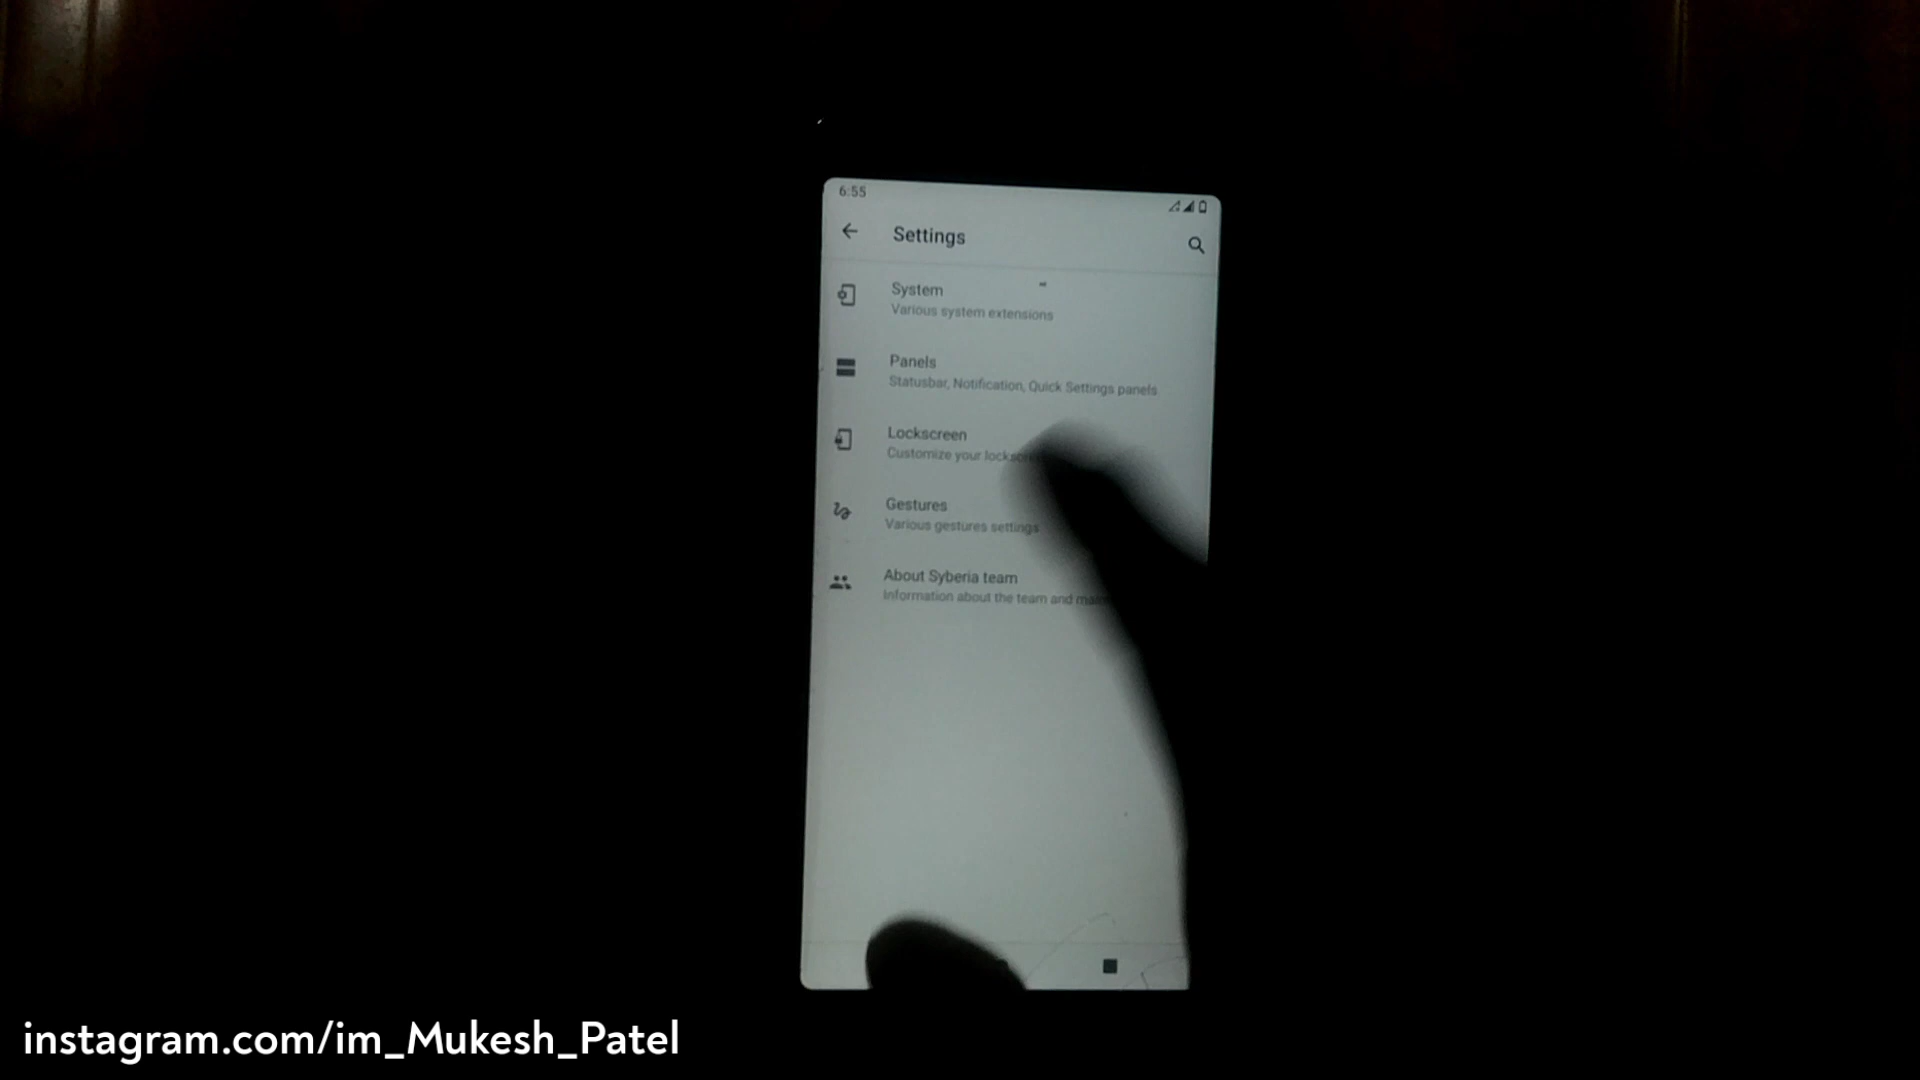 6:55
Settings
System
Various system extensions
Panels
Statusbar, Notification, Quick Settings panels
Lockscreen
Customize your
Gestures
Various gestures settings
About Syberia team
Information about the team and
instagram.com/im_Mukesh_Patel